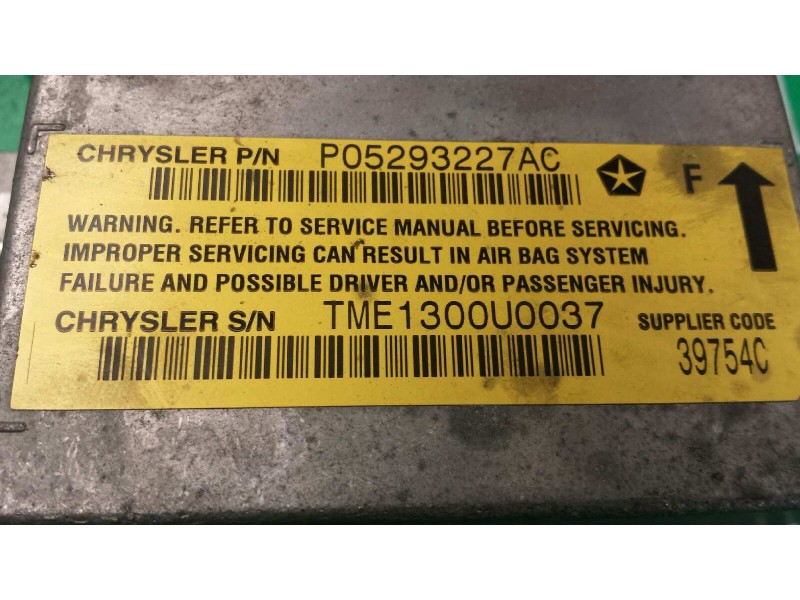 CHRYSLER P/N P05293227AC
F
WARNING. REFER TO SERVICE MANUAL BEFORE SERVICING.
IMPROPER SERVICING CAN RESULT IN AIR BAG SYSTEM
FAILURE AND POSSIBLE DRIVER AND/OR PASSENGER INJURY.
CHRYSLER S/N TME1300U0037
SUPPLIER CODE
39754C